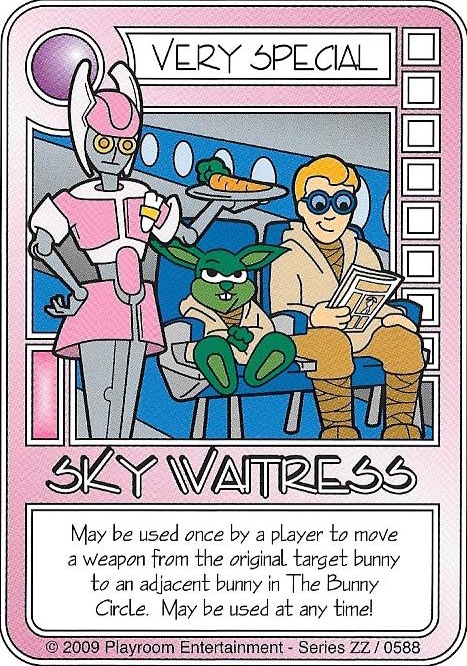 VERY SPECIAL
SKY WAITRESS
May be used once by a player to move
a weapon from the original target bunny
to an adjacent bunny in The Bunny
Circle. May be used at any time!
© 2009 Playroom Entertainment - Series ZZ / 0588